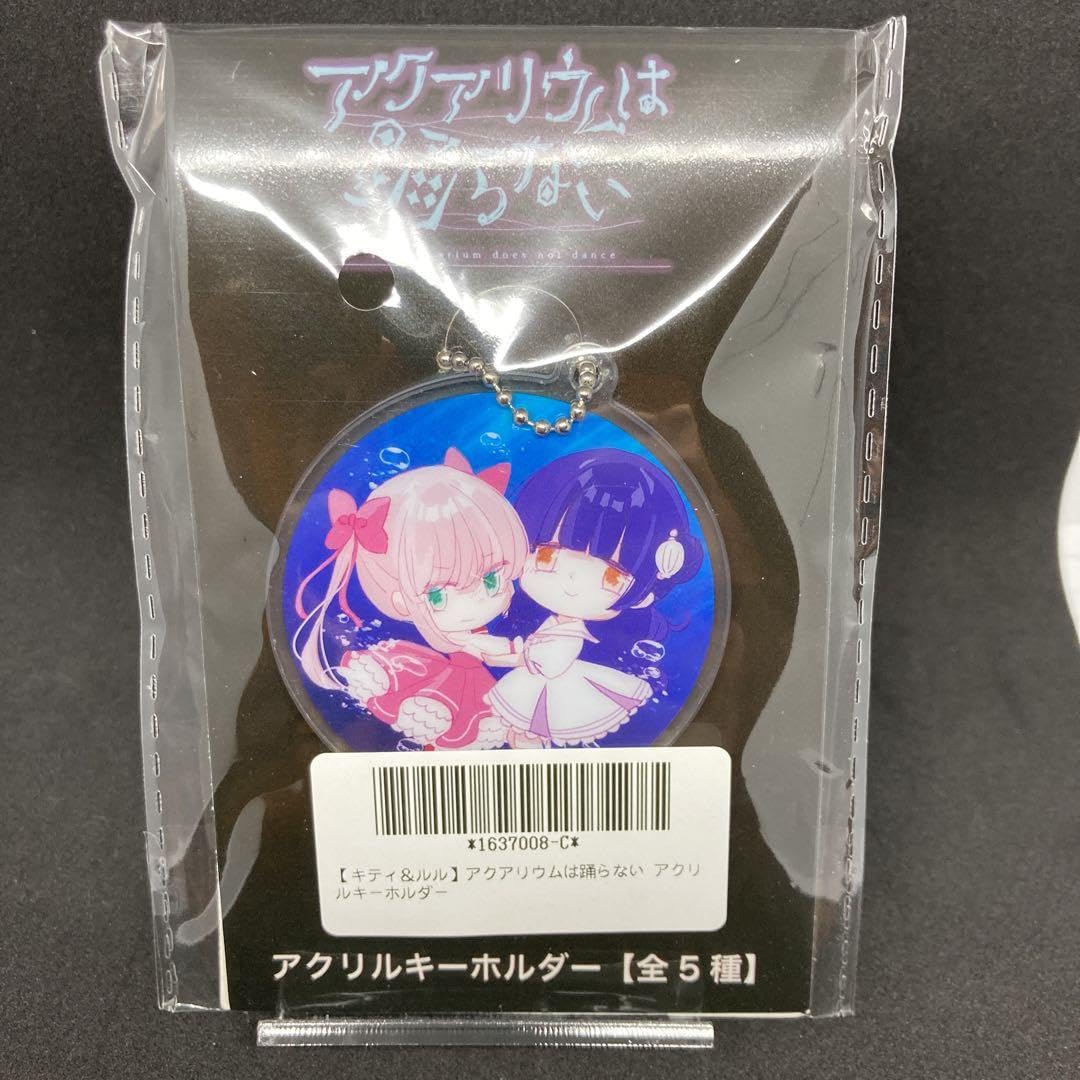 アクアリウムは
踊らない
rium does not dance
*1637008-C*
【キティ&ルル】アクアリウムは踊らない アクリ
ルキーホルダー
アクリルキーホルダー【全5種】